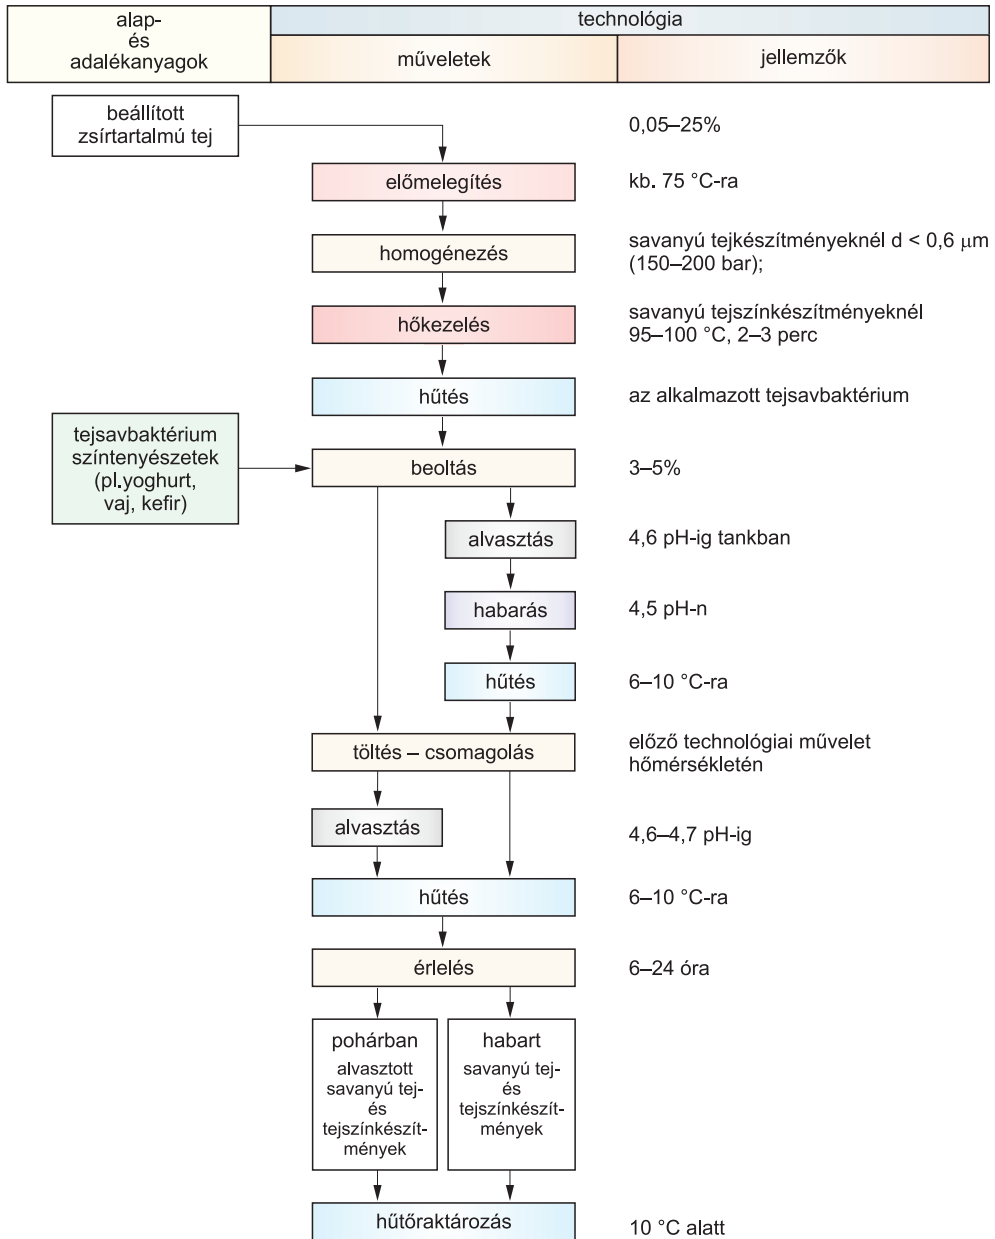 alap-
és
adalékanyagok
technológia
műveletek
jellemzők
beállított
zsírtartalmú tej
0,05–25%
előmelegítés
kb. 75 °C-ra
homogénezés
savanyú tejkészítményeknél d < 0,6 μm
(150–200 bar);
hőkezelés
savanyú tejszínkészítményeknél
95–100 °C, 2–3 perc
hűtés
az alkalmazott tejsavbaktérium
tejsavbaktérium
színtenyészetek
(pl.yoghurt,
vaj, kefir)
beoltás
3–5%
alvasztás
4,6 pH-ig tankban
habarás
4,5 pH-n
hűtés
6–10 °C-ra
töltés – csomagolás
előző technológiai művelet
hőmérsékletén
alvasztás
4,6–4,7 pH-ig
hűtés
6–10 °C-ra
érlelés
6–24 óra
pohárban
alvasztott
savanyú tej-
és
tejszínkészít-
mények
habart
savanyú tej-
és
tejszínkészít-
mények
hűtőraktározás
10 °C alatt